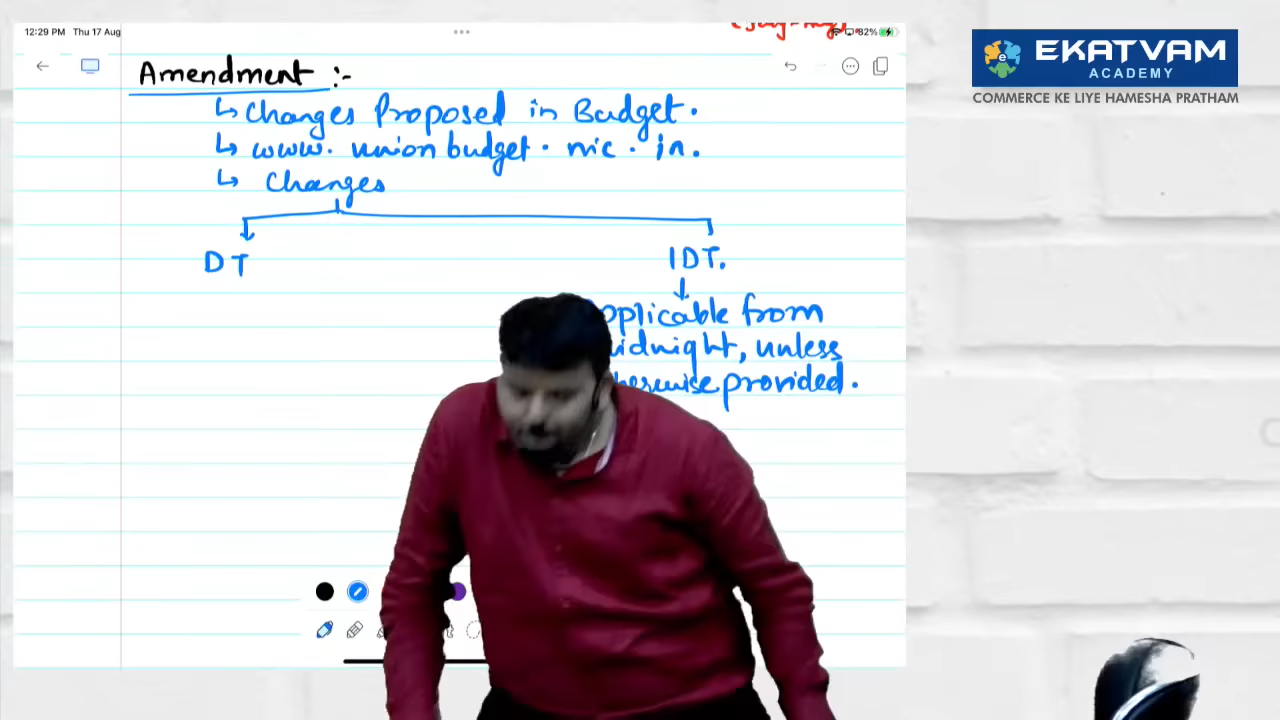 12:29 PM Thu 17 Aug
82%
Amendment :-
↳ Changes Proposed in Budget.
↳ www. union budget. nic. in.
↳ Changes
DT
IDT.
pplicable from
idnight, unless
herwise provided.
EKATVAM
ACADEMY
COMMERCE KE LIYE HAMESHA PRATHAM